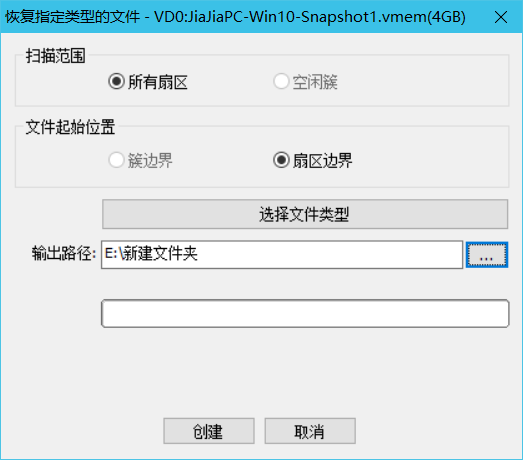 恢复指定类型的文件 - VD0:JiaJiaPC-Win10-Snapshot1.vmem(4GB)
扫描范围
所有扇区 空闲簇
文件起始位置
簇边界 扇区边界
选择文件类型
输出路径: E:\新建文件夹 ...
创建 取消